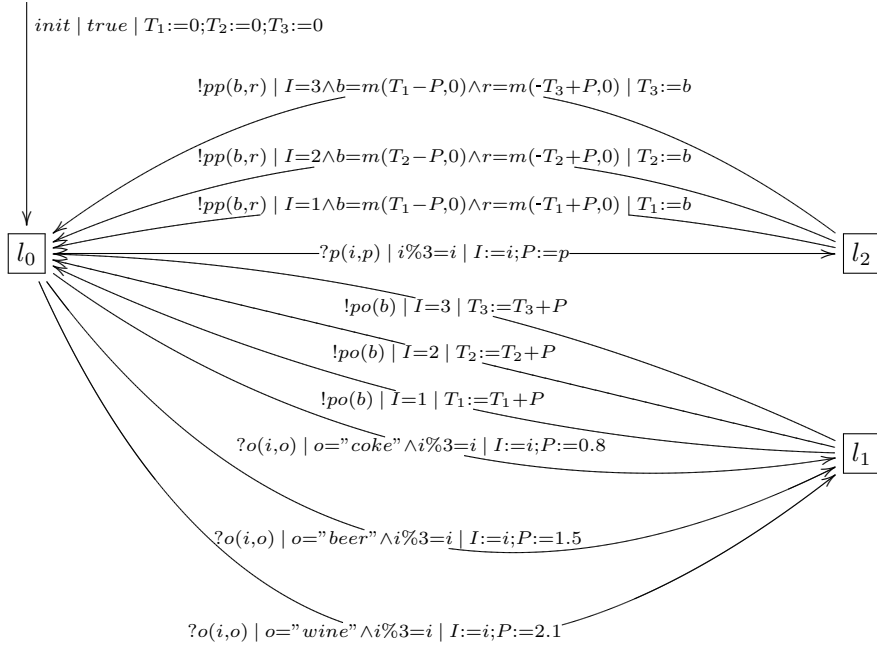 init | true | T₁:=0;T₂:=0;T₃:=0
!pp(b,r) | I=3∧b=m(T₁−P,0)∧r=m(-T₃+P,0) | T₃:=b
!pp(b,r) | I=2∧b=m(T₂−P,0)∧r=m(-T₂+P,0) | T₂:=b
!pp(b,r) | I=1∧b=m(T₁−P,0)∧r=m(-T₁+P,0) | T₁:=b
l₀
?p(i,p) | i%3=i | I:=i;P:=p
l₂
!po(b) | I=3 | T₃:=T₃+P
!po(b) | I=2 | T₂:=T₂+P
!po(b) | I=1 | T₁:=T₁+P
?o(i,o) | o="coke"∧i%3=i | I:=i;P:=0.8
l₁
?o(i,o) | o="beer"∧i%3=i | I:=i;P:=1.5
?o(i,o) | o="wine"∧i%3=i | I:=i;P:=2.1